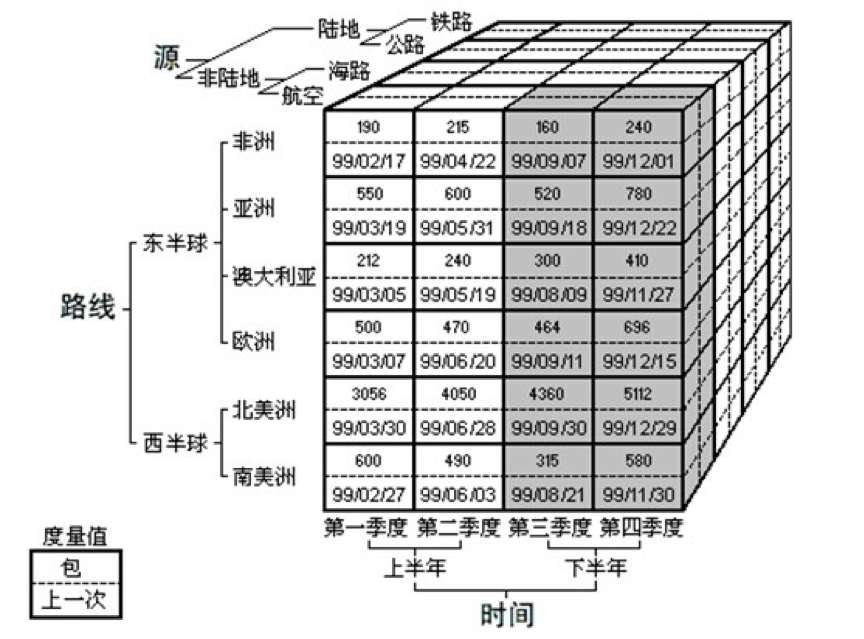 源
陆地
铁路
公路
非陆地
海路
航空
路线
东半球
非洲
190 215 160 240
99/02/17 99/04/22 99/09/07 99/12/01
亚洲
550 600 520 780
99/03/19 99/05/31 99/09/18 99/12/22
澳大利亚
212 240 300 410
99/03/05 99/05/19 99/08/09 99/11/27
欧洲
500 470 464 696
99/03/07 99/06/20 99/09/11 99/12/15
西半球
北美洲
3056 4050 4360 5112
99/03/30 99/06/28 99/09/30 99/12/29
南美洲
600 490 315 580
99/02/27 99/06/03 99/08/21 99/11/30
第一季度 第二季度 第三季度 第四季度
上半年 下半年
时间
度量值
包
上一次